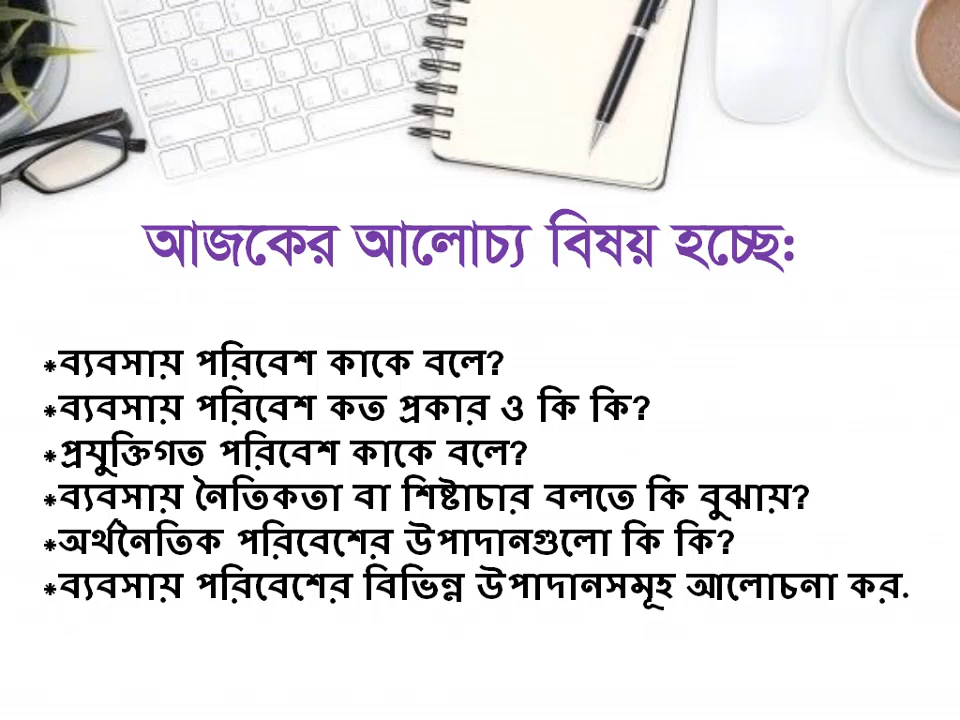 আজকের আলোচ্য বিষয় হচ্ছে:
*ব্যবসায় পরিবেশ কাকে বলে?
*ব্যবসায় পরিবেশ কত প্রকার ও কি কি?
*প্রযুক্তিগত পরিবেশ কাকে বলে?
*ব্যবসায় নৈতিকতা বা শিষ্টাচার বলতে কি বুঝায়?
*অর্থনৈতিক পরিবেশের উপাদানগুলো কি কি?
*ব্যবসায় পরিবেশের বিভিন্ন উপাদানসমূহ আলোচনা কর.